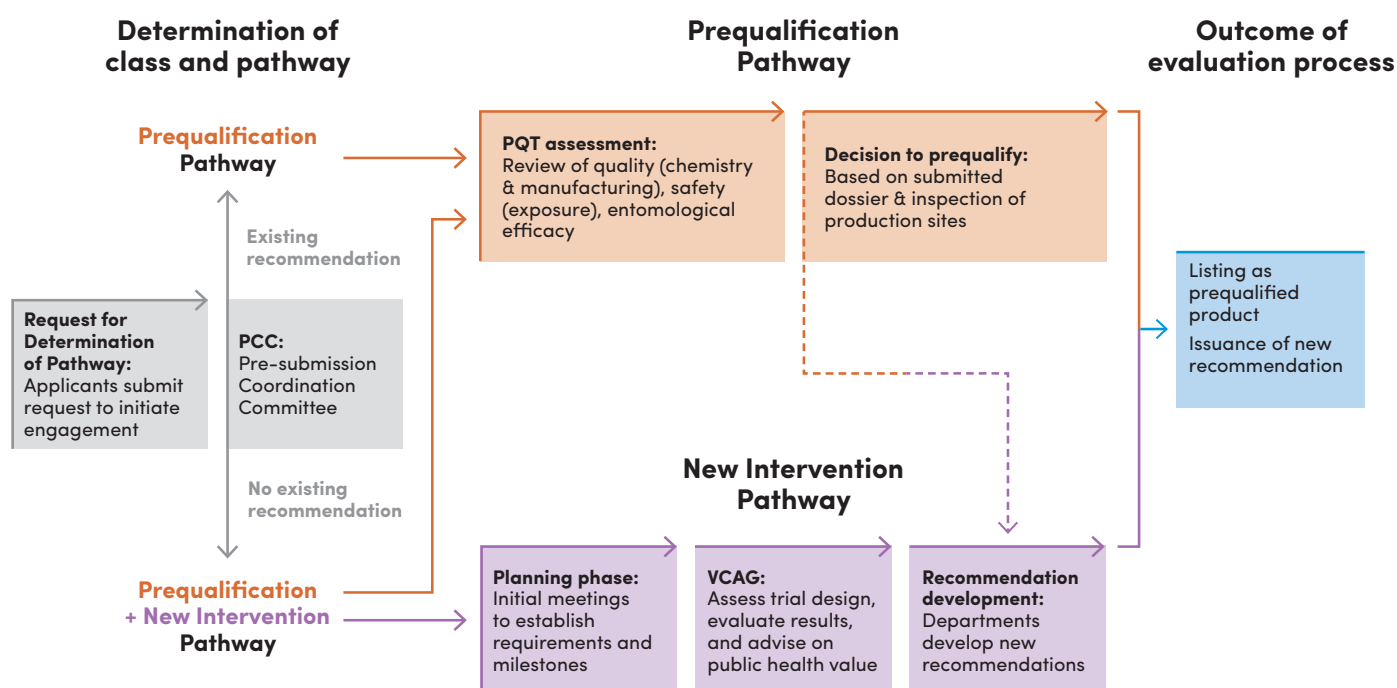 Determination of
class and pathway
Prequalification
Pathway
Outcome of
evaluation process
Prequalification
Pathway
Existing
recommendation
Request for
Determination
of Pathway:
Applicants submit
request to initiate
engagement
PCC:
Pre-submission
Coordination
Committee
No existing
recommendation
Prequalification
+ New Intervention
Pathway
PQT assessment:
Review of quality (chemistry
& manufacturing), safety
(exposure), entomological
efficacy
Decision to prequalify:
Based on submitted
dossier & inspection of
production sites
New Intervention
Pathway
Planning phase:
Initial meetings
to establish
requirements and
milestones
VCAG:
Assess trial design,
evaluate results,
and advise on
public health value
Recommendation
development:
Departments
develop new
recommendations
Listing as
prequalified
product
Issuance of new
recommendation